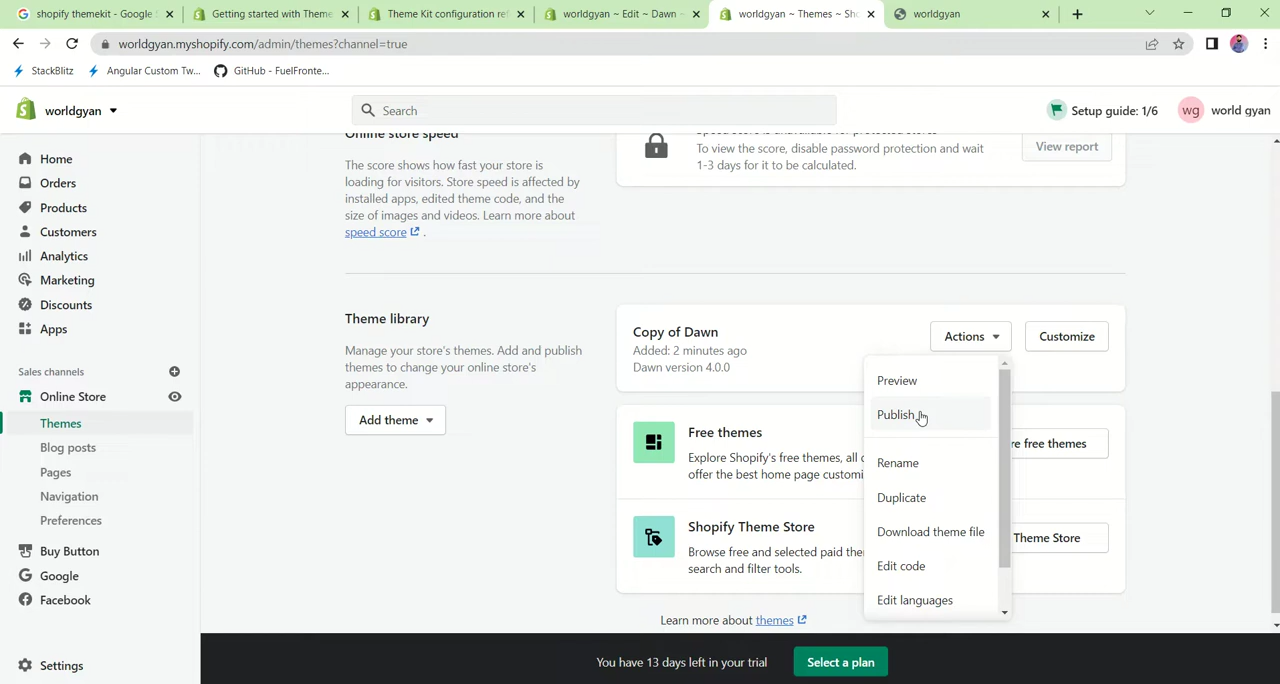 shopify themekit - Google
Getting started with Theme
Theme Kit configuration ref
worldgyan ~ Edit ~ Dawn ~
worldgyan ~ Themes ~ Sho
worldgyan
worldgyan.myshopify.com/admin/themes?channel=true
StackBlitz
Angular Custom Tw...
GitHub - FuelFronte...
worldgyan
Search
Setup guide: 1/6
wg
world gyan
Home
Orders
Products
Customers
Analytics
Marketing
Discounts
Apps
Sales channels
Online Store
Themes
Blog posts
Pages
Navigation
Preferences
Buy Button
Google
Facebook
Settings
Online store speed
The score shows how fast your store is
loading for visitors. Store speed is affected by
installed apps, edited theme code, and the
size of images and videos. Learn more about
speed score .
Speed score is unavailable for protected stores
To view the score, disable password protection and wait
1-3 days for it to be calculated.
View report
Theme library
Manage your store's themes. Add and publish
themes to change your online store's
appearance.
Add theme
Copy of Dawn
Added: 2 minutes ago
Dawn version 4.0.0
Actions
Customize
Preview
Publish
Rename
Duplicate
Download theme file
Edit code
Edit languages
Free themes
Explore Shopify's free themes, all
offer the best home page customi
re free themes
Shopify Theme Store
Browse free and selected paid the
search and filter tools.
Theme Store
Learn more about themes
You have 13 days left in your trial
Select a plan